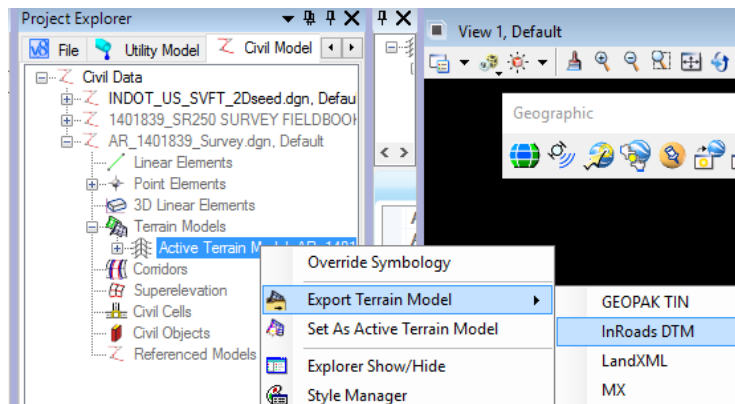 Project Explorer
File
Utility Model
Civil Model
Civil Data
INDOT_US_SVFT_2Dseed.dgn, Defau
1401839_SR250 SURVEY FIELDBOO
AR_1401839_Survey.dgn, Default
Linear Elements
Point Elements
3D Linear Elements
Terrain Models
Active Terrain
Corridors
Superelevation
Civil Cells
Civil Objects
Referenced Models
View 1, Default
Geographic
Override Symbology
Export Terrain Model
Set As Active Terrain Model
Explorer Show/Hide
Style Manager
GEOPAK TIN
InRoads DTM
LandXML
MX